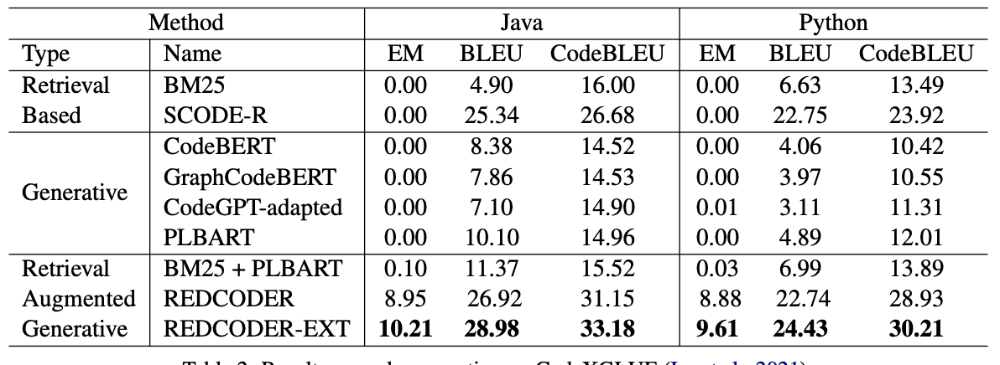 Method Java Python
Type Name EM BLEU CodeBLEU EM BLEU CodeBLEU
Retrieval BM25 0.00 4.90 16.00 0.00 6.63 13.49
Based SCODE-R 0.00 25.34 26.68 0.00 22.75 23.92
CodeBERT 0.00 8.38 14.52 0.00 4.06 10.42
GraphCodeBERT 0.00 7.86 14.53 0.00 3.97 10.55
Generative
CodeGPT-adapted 0.00 7.10 14.90 0.01 3.11 11.31
PLBART 0.00 10.10 14.96 0.00 4.89 12.01
Retrieval BM25 + PLBART 0.10 11.37 15.52 0.03 6.99 13.89
Augmented REDCODER 8.95 26.92 31.15 8.88 22.74 28.93
Generative REDCODER-EXT 10.21 28.98 33.18 9.61 24.43 30.21